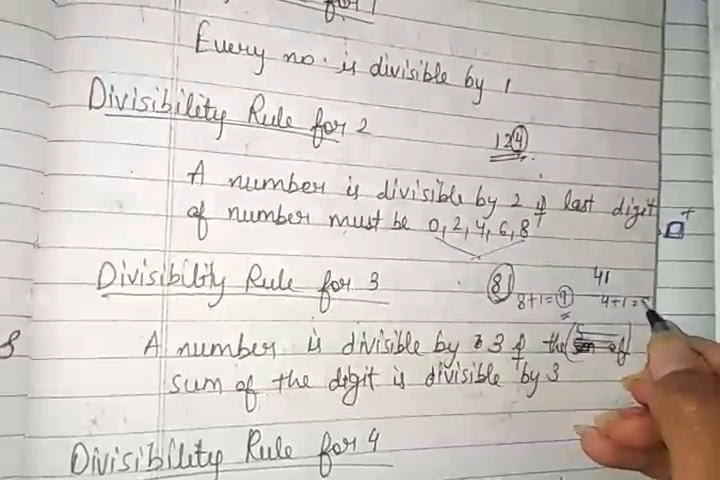 for 1
Every no. is divisible by 1
Divisibility Rule for 2
124
A number is divisible by 2 if last digit
of number must be 0, 2, 4, 6, 8
Divisibility Rule for 3
81
8+1=9
41
4+1=5
A number is divisible by 3 if the
sum of the digit is divisible by 3
Divisibility Rule for 4